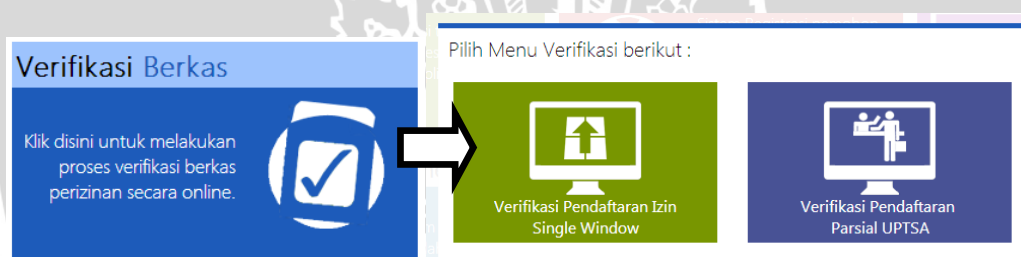 Verifikasi Berkas
Klik disini untuk melakukan
proses verifikasi berkas
perizinan secara online.
Pilih Menu Verifikasi berikut :
Verifikasi Pendaftaran Izin
Single Window
Verifikasi Pendaftaran
Parsial UPTSA